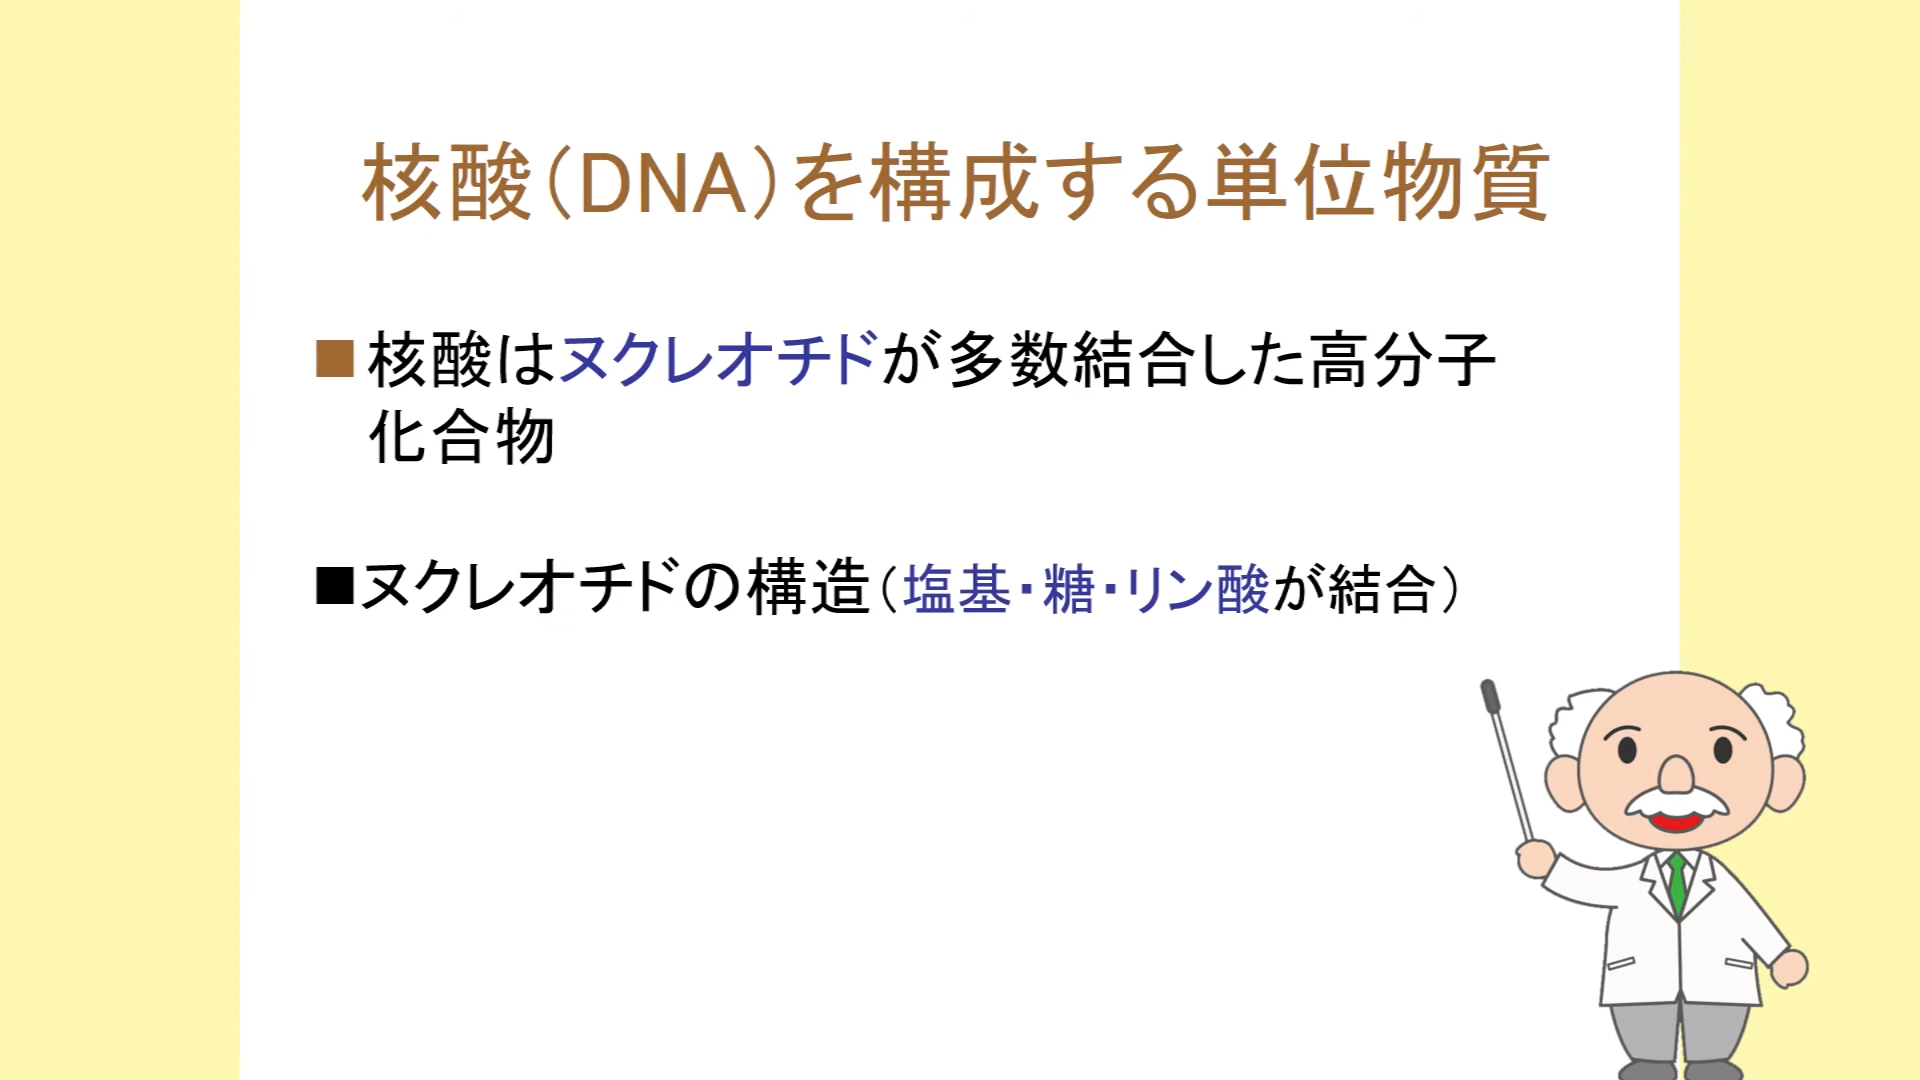 核酸（DNA）を構成する単位物質
■核酸はヌクレオチドが多数結合した高分子
化合物
■ヌクレオチドの構造（塩基・糖・リン酸が結合）